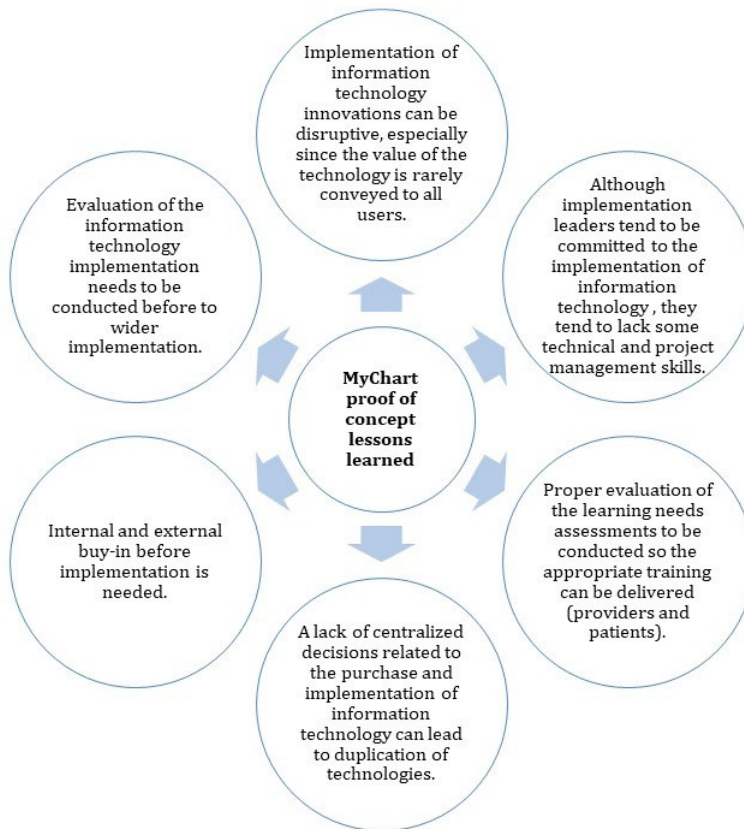 Implementation of
information
technology
innovations can be
disruptive, especially
since the value of the
technology is rarely
conveyed to all
users.
Although
implementation
leaders tend to be
committed to the
implementation of
information
technology , they
tend to lack some
technical and project
management skills.
Proper evaluation of
the learning needs
assessments to be
conducted so the
appropriate training
can be delivered
(providers and
patients).
A lack of centralized
decisions related to
the purchase and
implementation of
information
technology can lead
to duplication of
technologies.
Internal and external
buy-in before
implementation is
needed.
Evaluation of the
information
technology
implementation
needs to be
conducted before to
wider
implementation.
MyChart
proof of
concept
lessons
learned